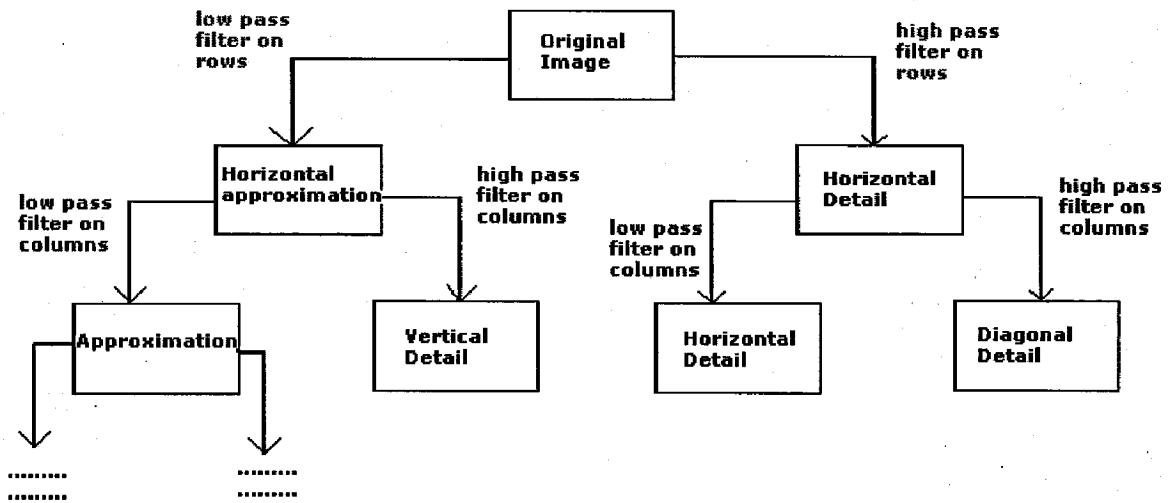 low pass
filter on
rows
Original
Image
high pass
filter on
rows
Horizontal
approximation
high pass
filter on
columns
Horizontal
Detail
high pass
filter on
columns
low pass
filter on
columns
low pass
filter on
columns
Approximation
Vertical
Detail
Horizontal
Detail
Diagonal
Detail
..........
..........
..........
..........